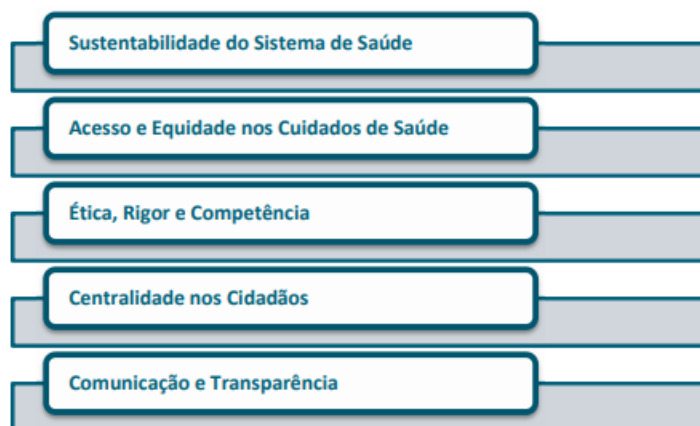 Sustentabilidade do Sistema de Saúde
Acesso e Equidade nos Cuidados de Saúde
Ética, Rigor e Competência
Centralidade nos Cidadãos
Comunicação e Transparência